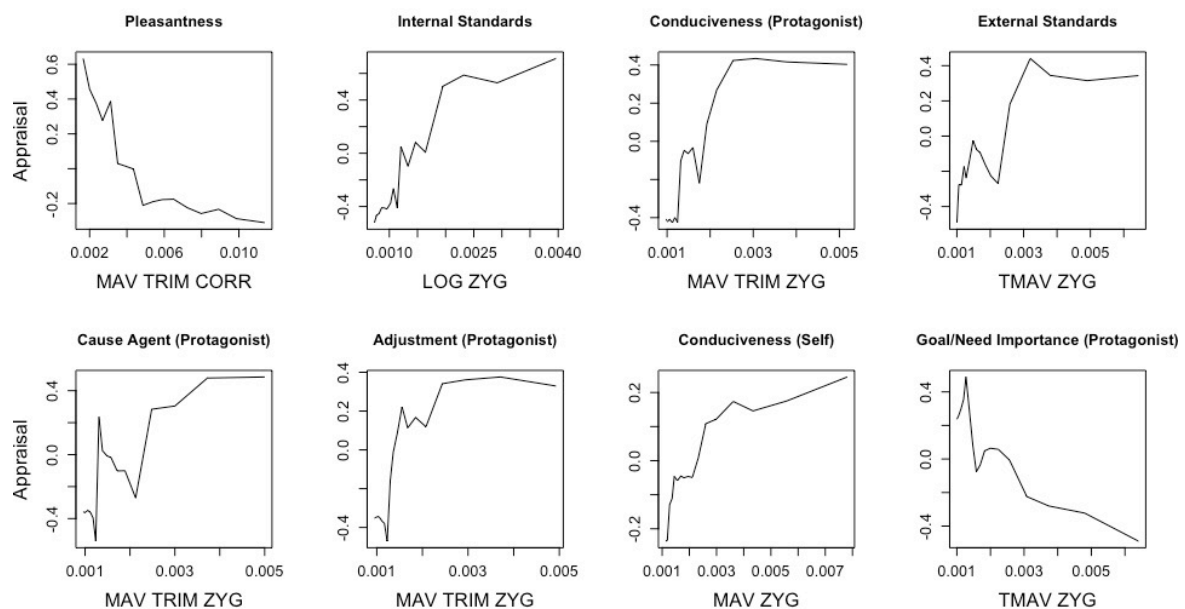 Pleasantness
Internal Standards
Conduciveness (Protagonist)
External Standards
Appraisal
0.6
0.4
0.2
-0.2
0.4
0.0
-0.4
0.4
0.0
-0.4
0.4
0.0
-0.4
0.002 0.006 0.010
0.0010 0.0025 0.0040
0.001 0.003 0.005
0.001 0.003 0.005
MAV TRIM CORR
LOG ZYG
MAV TRIM ZYG
TMAV ZYG
Cause Agent (Protagonist)
Adjustment (Protagonist)
Conduciveness (Self)
Goal/Need Importance (Protagonist)
Appraisal
0.4
0.0
-0.4
0.4
0.0
-0.4
0.2
0.0
-0.2
0.4
0.0
-0.4
0.001 0.003 0.005
0.001 0.003 0.005
0.001 0.003 0.005 0.007
0.001 0.003 0.005
MAV TRIM ZYG
MAV TRIM ZYG
MAV ZYG
TMAV ZYG